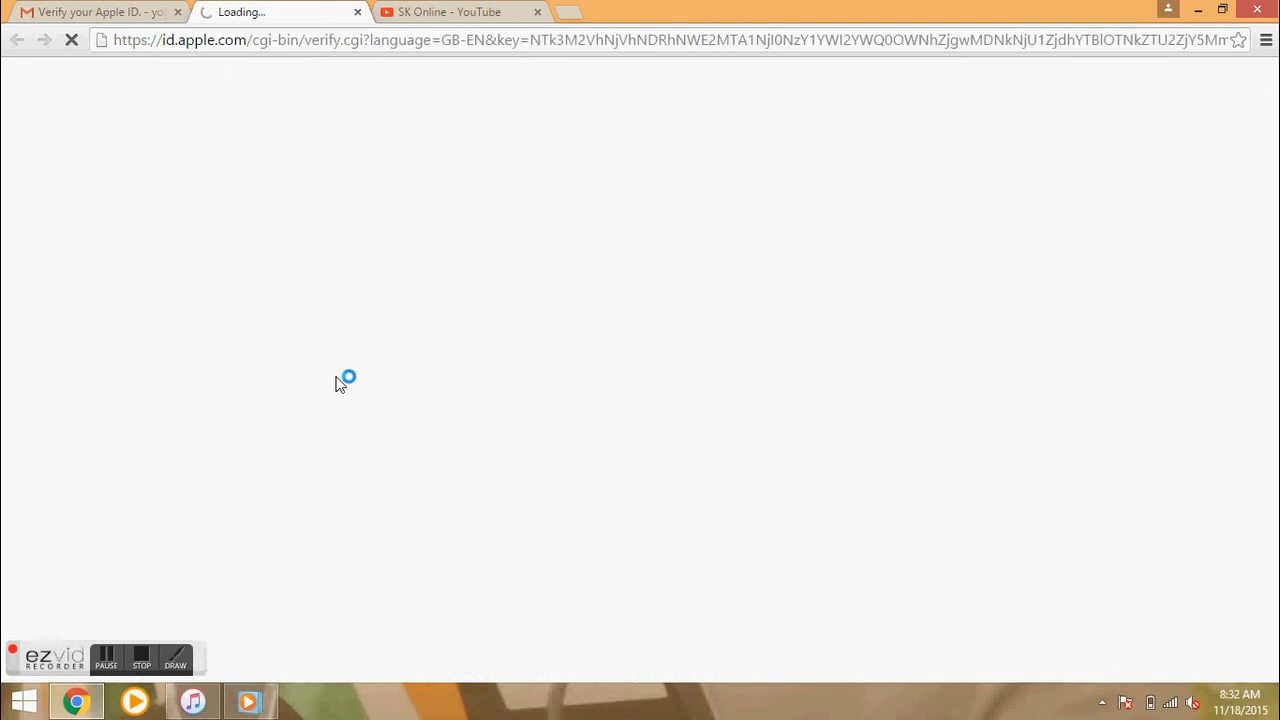 Verify your Apple ID. - yo
Loading...
SK Online - YouTube
https://id.apple.com/cgi-bin/verify.cgi?language=GB-EN&key=
ezvid
RECORDER
PAUSE
STOP
DRAW
8:32 AM
11/18/2015